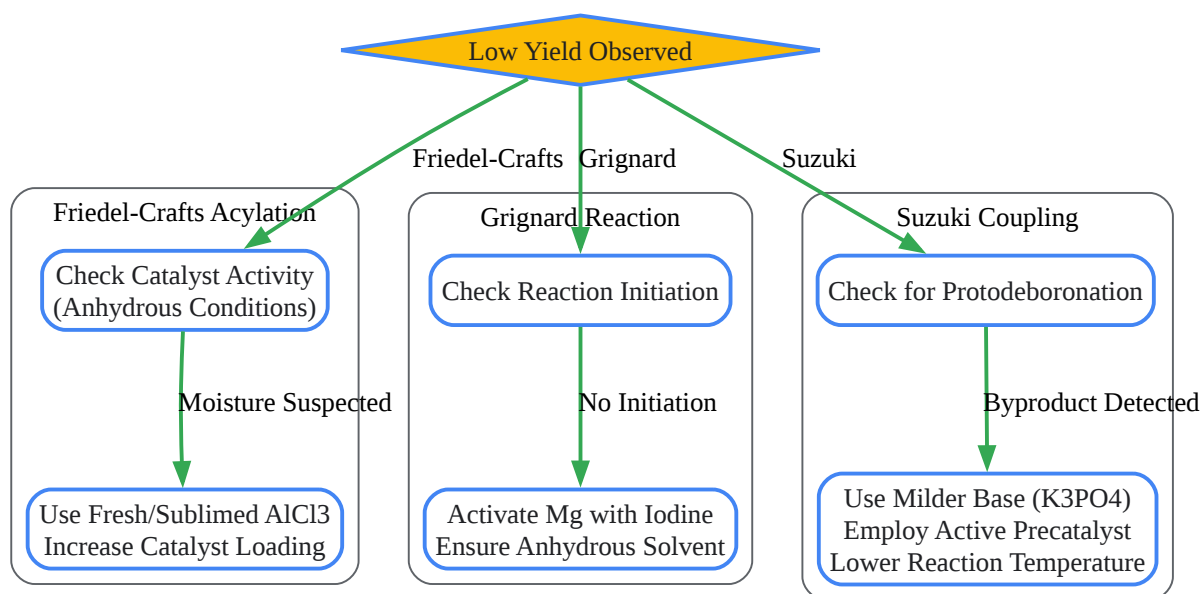 Low Yield Observed
Friedel-Crafts
Grignard
Suzuki
Friedel-Crafts Acylation
Grignard Reaction
Suzuki Coupling
Check Catalyst Activity
(Anhydrous Conditions)
Check Reaction Initiation
Check for Protodeboronation
Moisture Suspected
No Initiation
Byproduct Detected
Use Fresh/Sublimed AlCl3
Increase Catalyst Loading
Activate Mg with Iodine
Ensure Anhydrous Solvent
Use Milder Base (K3PO4)
Employ Active Precatalyst
Lower Reaction Temperature